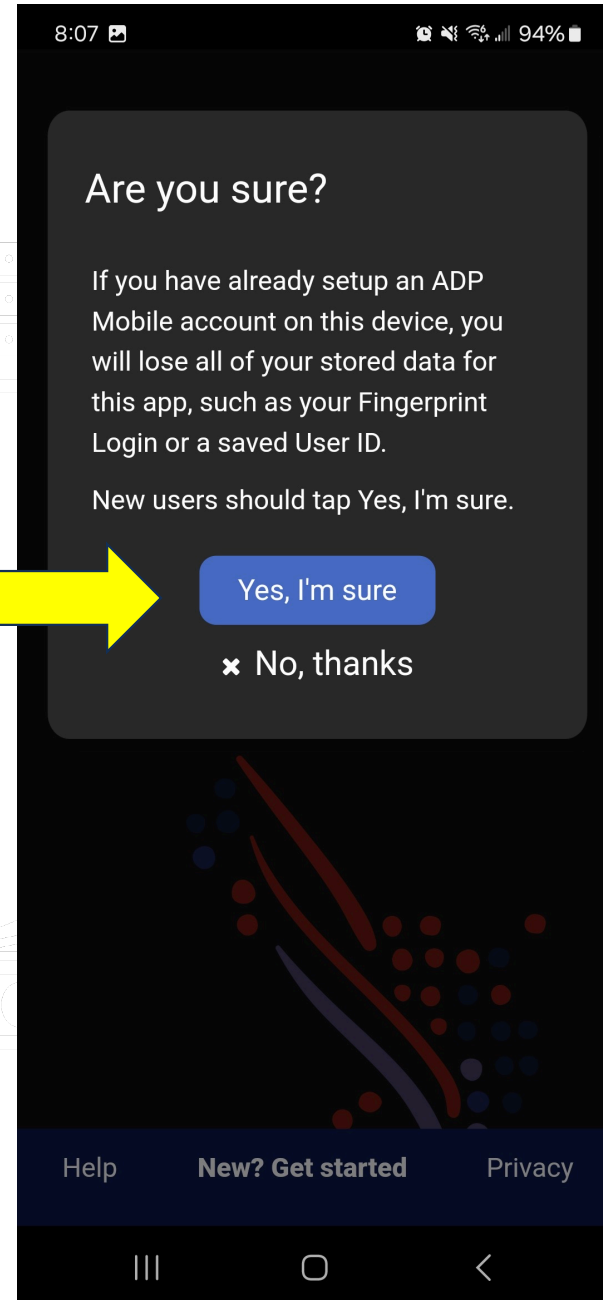 8:07 94%
Are you sure?
If you have already setup an ADP
Mobile account on this device, you
will lose all of your stored data for
this app, such as your Fingerprint
Login or a saved User ID.
New users should tap Yes, I'm sure.
Yes, I'm sure
No, thanks
Help New? Get started Privacy